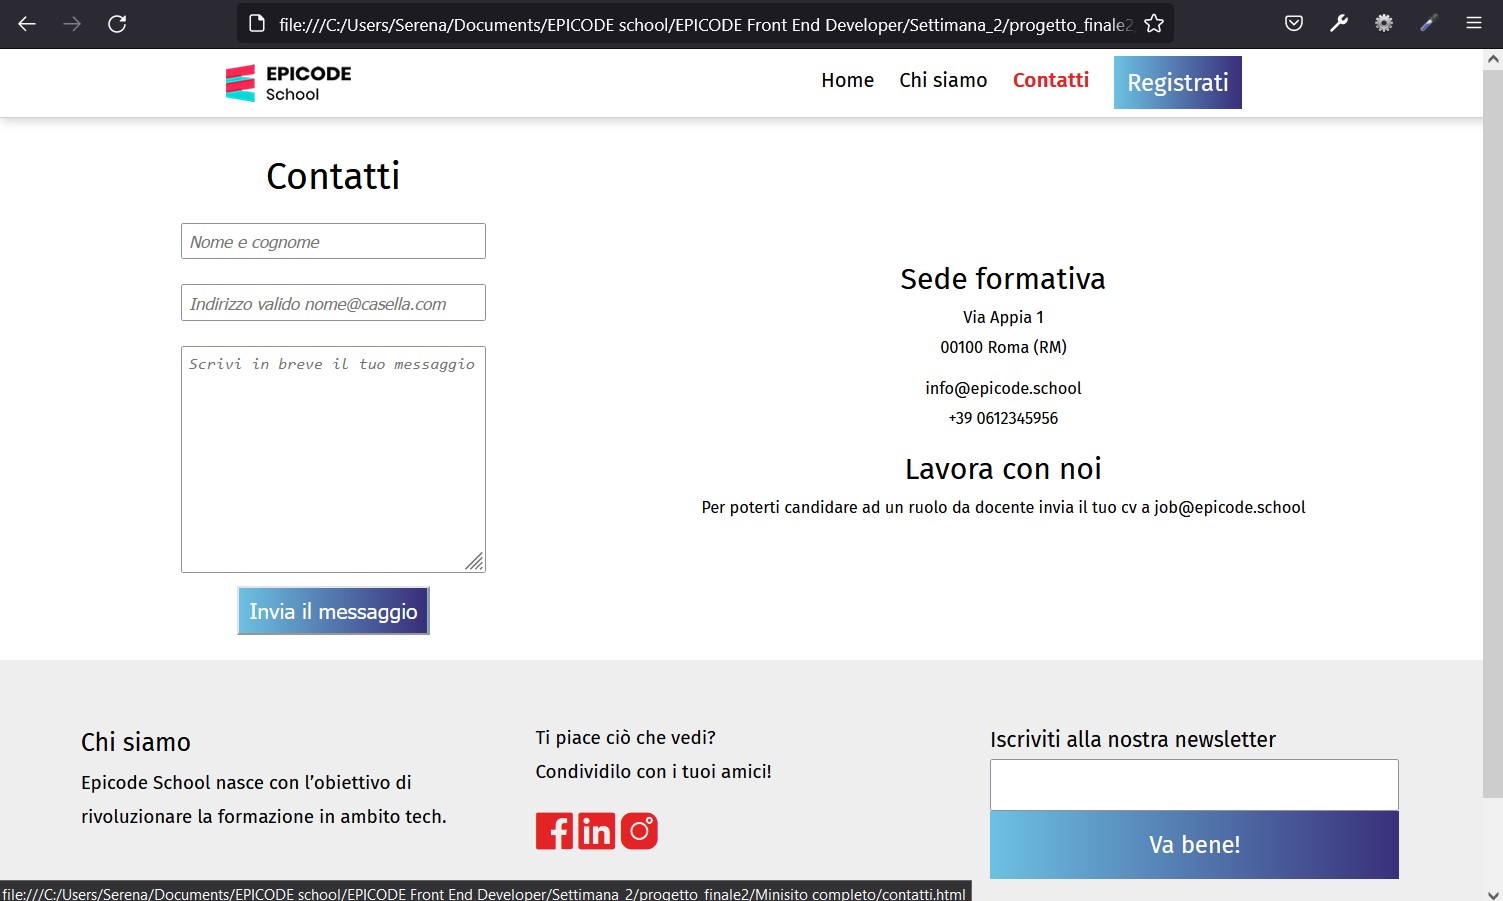 file:///C:/Users/Serena/Documents/EPICODE school/EPICODE Front End Developer/Settimana_2/progetto_finale2
EPICODE
School
Home
Chi siamo
Contatti
Registrati
Contatti
Nome e cognome
Indirizzo valido nome@casella.com
Scrivi in breve il tuo messaggio
Invia il messaggio
Sede formativa
Via Appia 1
00100 Roma (RM)
info@epicode.school
+39 0612345956
Lavora con noi
Per poterti candidare ad un ruolo da docente invia il tuo cv a job@epicode.school
Chi siamo
Epicode School nasce con l’obiettivo di
rivoluzionare la formazione in ambito tech.
Ti piace ciò che vedi?
Condividilo con i tuoi amici!
f
in
Iscriviti alla nostra newsletter
Va bene!
file:///C:/Users/Serena/Documents/EPICODE school/EPICODE Front End Developer/Settimana_2/progetto_finale2/Minisito completo/contatti.html